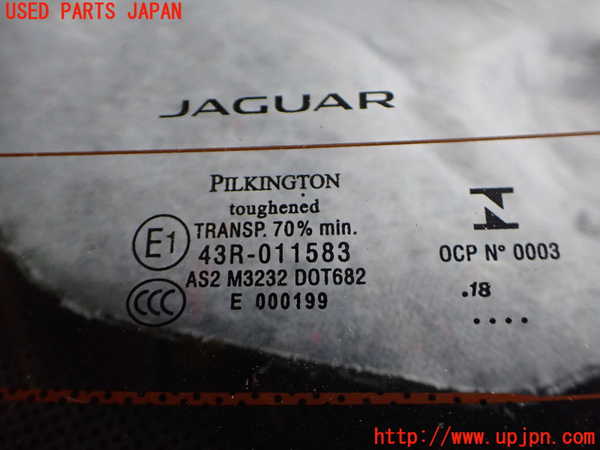 USED PARTS JAPAN
JAGUAR
PILKINGTON
toughened
TRANSP. 70% min.
E1
43R-011583
AS2 M3232 DOT682
CCC
E 000199
OCP Nº 0003
.18
....
http://www.upjpn.com/